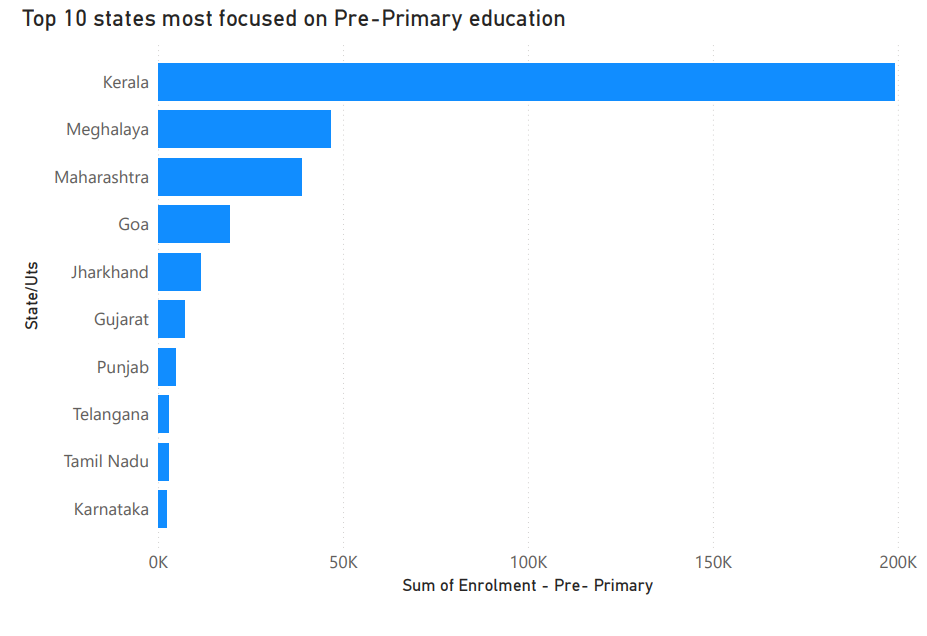 Top 10 states most focused on Pre-Primary education
State/Uts
Kerala
Meghalaya
Maharashtra
Goa
Jharkhand
Gujarat
Punjab
Telangana
Tamil Nadu
Karnataka
0K 50K 100K 150K 200K
Sum of Enrolment - Pre- Primary